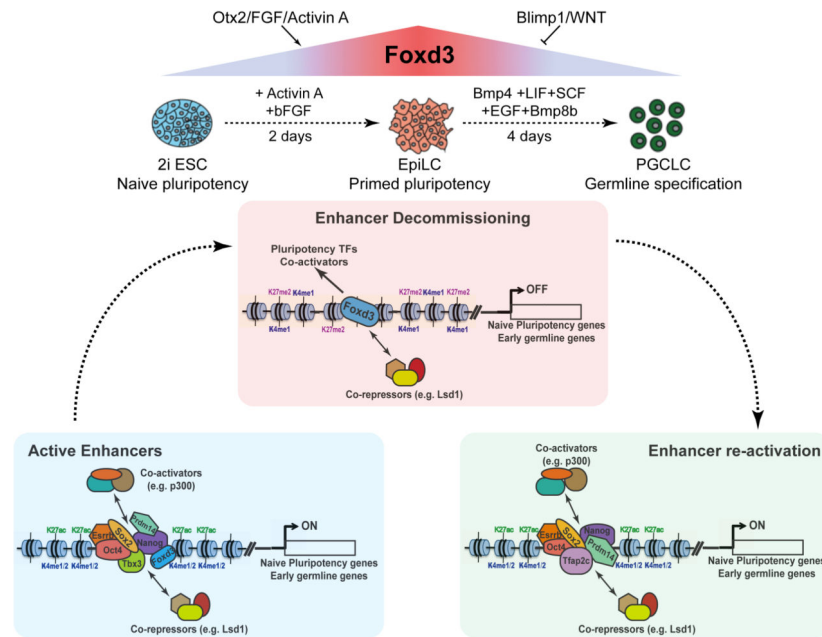 Otx2/FGF/Activin A
Blimp1/WNT
Foxd3
+ Activin A
+bFGF
2 days
Bmp4 +LIF+SCF
+EGF+Bmp8b
4 days
2i ESC
Naive pluripotency
EpiLC
Primed pluripotency
PGCLC
Germline specification
Enhancer Decommissioning
Pluripotency TFs
Co-activators
K27me2 K4me1 K27me2 K4me1 K27me2
Foxd3
OFF
K4me1 K27me2 K4me1 K4me1
Naive Pluripotency genes
Early germline genes
Co-repressors (e.g. Lsd1)
Active Enhancers
Co-activators
(e.g. p300)
K27ac K27ac Prdm14 K27ac K27ac
Esrrb Sox2 Nanog
Oct4 Foxd3
Tbx3
K4me1/2 K4me1/2 K4me1/2 K4me1/2
ON
Naive Pluripotency genes
Early germline genes
Co-repressors (e.g. Lsd1)
Enhancer re-activation
Co-activators
(e.g. p300)
K27ac K27ac Nanog K27ac K27ac
Esrrb Sox2
Oct4 Prdm14
Tfap2c
K4me1/2 K4me1/2 K4me1/2 K4me1/2
ON
Naive Pluripotency genes
Early germline genes
Co-repressors (e.g. Lsd1)